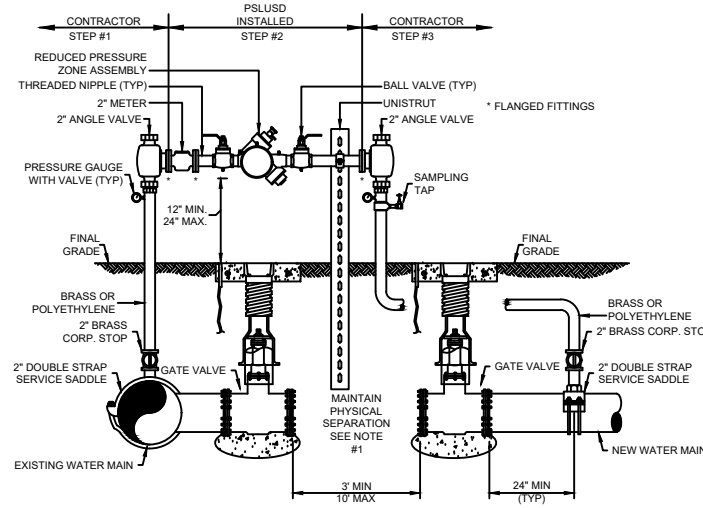 CONTRACTOR
STEP #1
PSLUSD
INSTALLED
STEP #2
CONTRACTOR
STEP #3
REDUCED PRESSURE
ZONE ASSEMBLY
THREADED NIPPLE (TYP)
2" METER
2" ANGLE VALVE
BALL VALVE (TYP)
UNISTRUT
2" ANGLE VALVE
* FLANGED FITTINGS
PRESSURE GAUGE
WITH VALVE (TYP)
*
*
*
SAMPLING
TAP
12" MIN.
24" MAX.
FINAL
GRADE
FINAL
GRADE
BRASS OR
POLYETHYLENE
2" BRASS
CORP. STOP
2" DOUBLE STRAP
SERVICE SADDLE
GATE VALVE
EXISTING WATER MAIN
MAINTAIN
PHYSICAL
SEPARATION
SEE NOTE
#1
BRASS OR
POLYETHYLENE
2" BRASS CORP. STO
GATE VALVE
2" DOUBLE STRAP
SERVICE SADDLE
NEW WATER MAIN
3' MIN
10' MAX
24" MIN
(TYP)